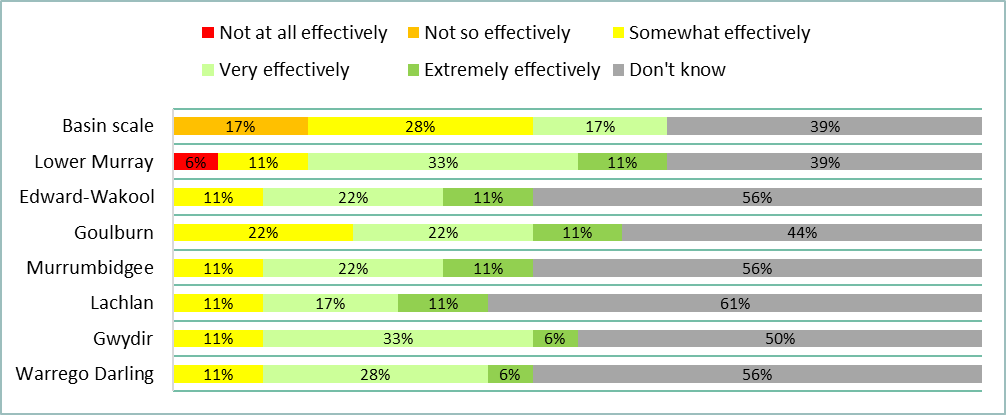 Not at all effectively Not so effectively Somewhat effectively
Very effectively Extremely effectively Don't know
Basin scale 17% 28% 17% 39%
Lower Murray 6% 11% 33% 11% 39%
Edward-Wakool 11% 22% 11% 56%
Goulburn 22% 22% 11% 44%
Murrumbidgee 11% 22% 11% 56%
Lachlan 11% 17% 11% 61%
Gwydir 11% 33% 6% 50%
Warrego Darling 11% 28% 6% 56%